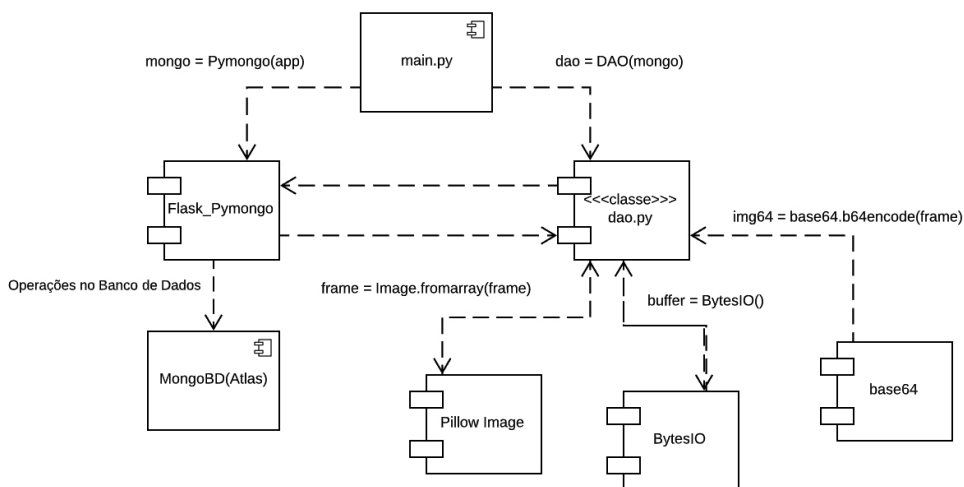 main.py
mongo = Pymongo(app)
dao = DAO(mongo)
Flask_Pymongo
<<<classe>>>
dao.py
img64 = base64.b64encode(frame)
Operações no Banco de Dados
frame = Image.fromarray(frame)
buffer = BytesIO()
MongoBD(Atlas)
base64
Pillow Image
BytesIO